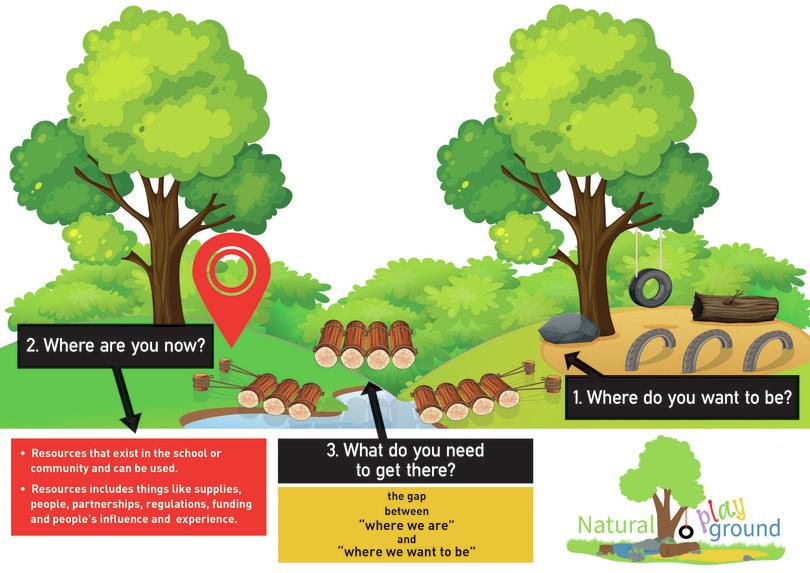 2. Where are you now?
1. Where do you want to be?
• Resources that exist in the school or
community and can be used.
• Resources includes things like supplies,
people, partnerships, regulations, funding
and people's influence and experience.
3. What do you need
to get there?
the gap
between
"where we are"
and
"where we want to be"
Natural play
ground